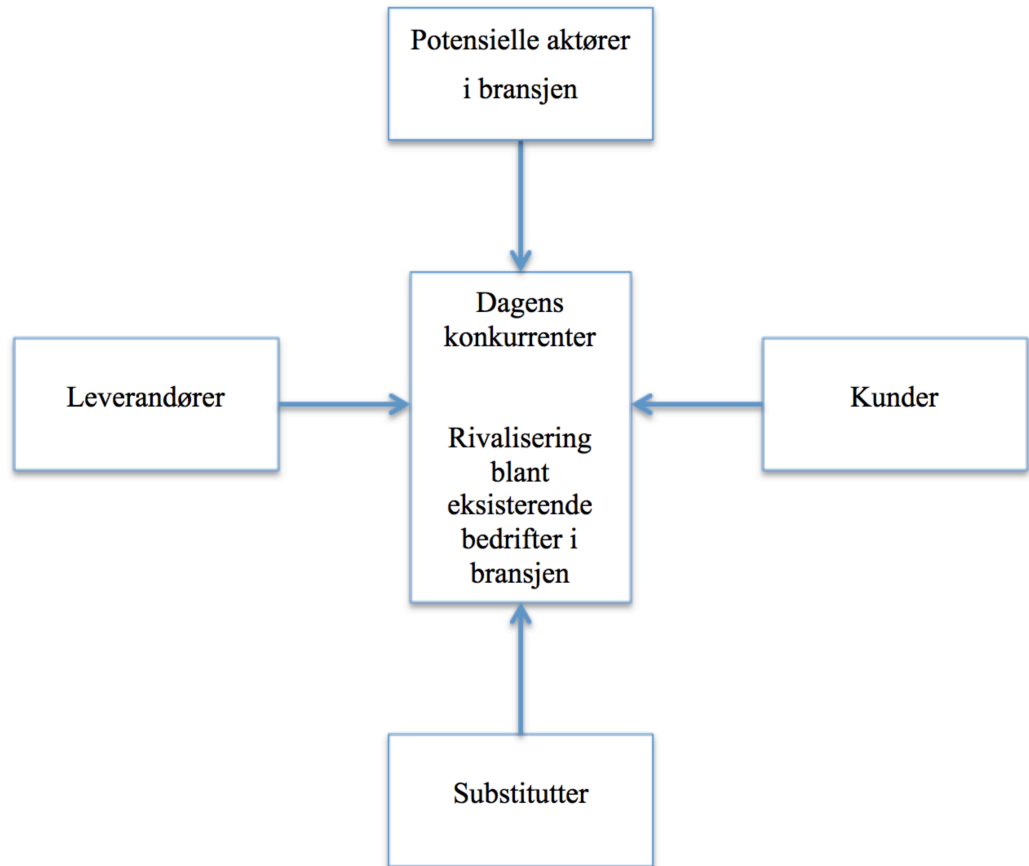 Potensielle aktører
i bransjen
Dagens
konkurrenter
Leverandører
Kunder
Rivalisering
blant
eksisterende
bedrifter i
bransjen
Substitutter